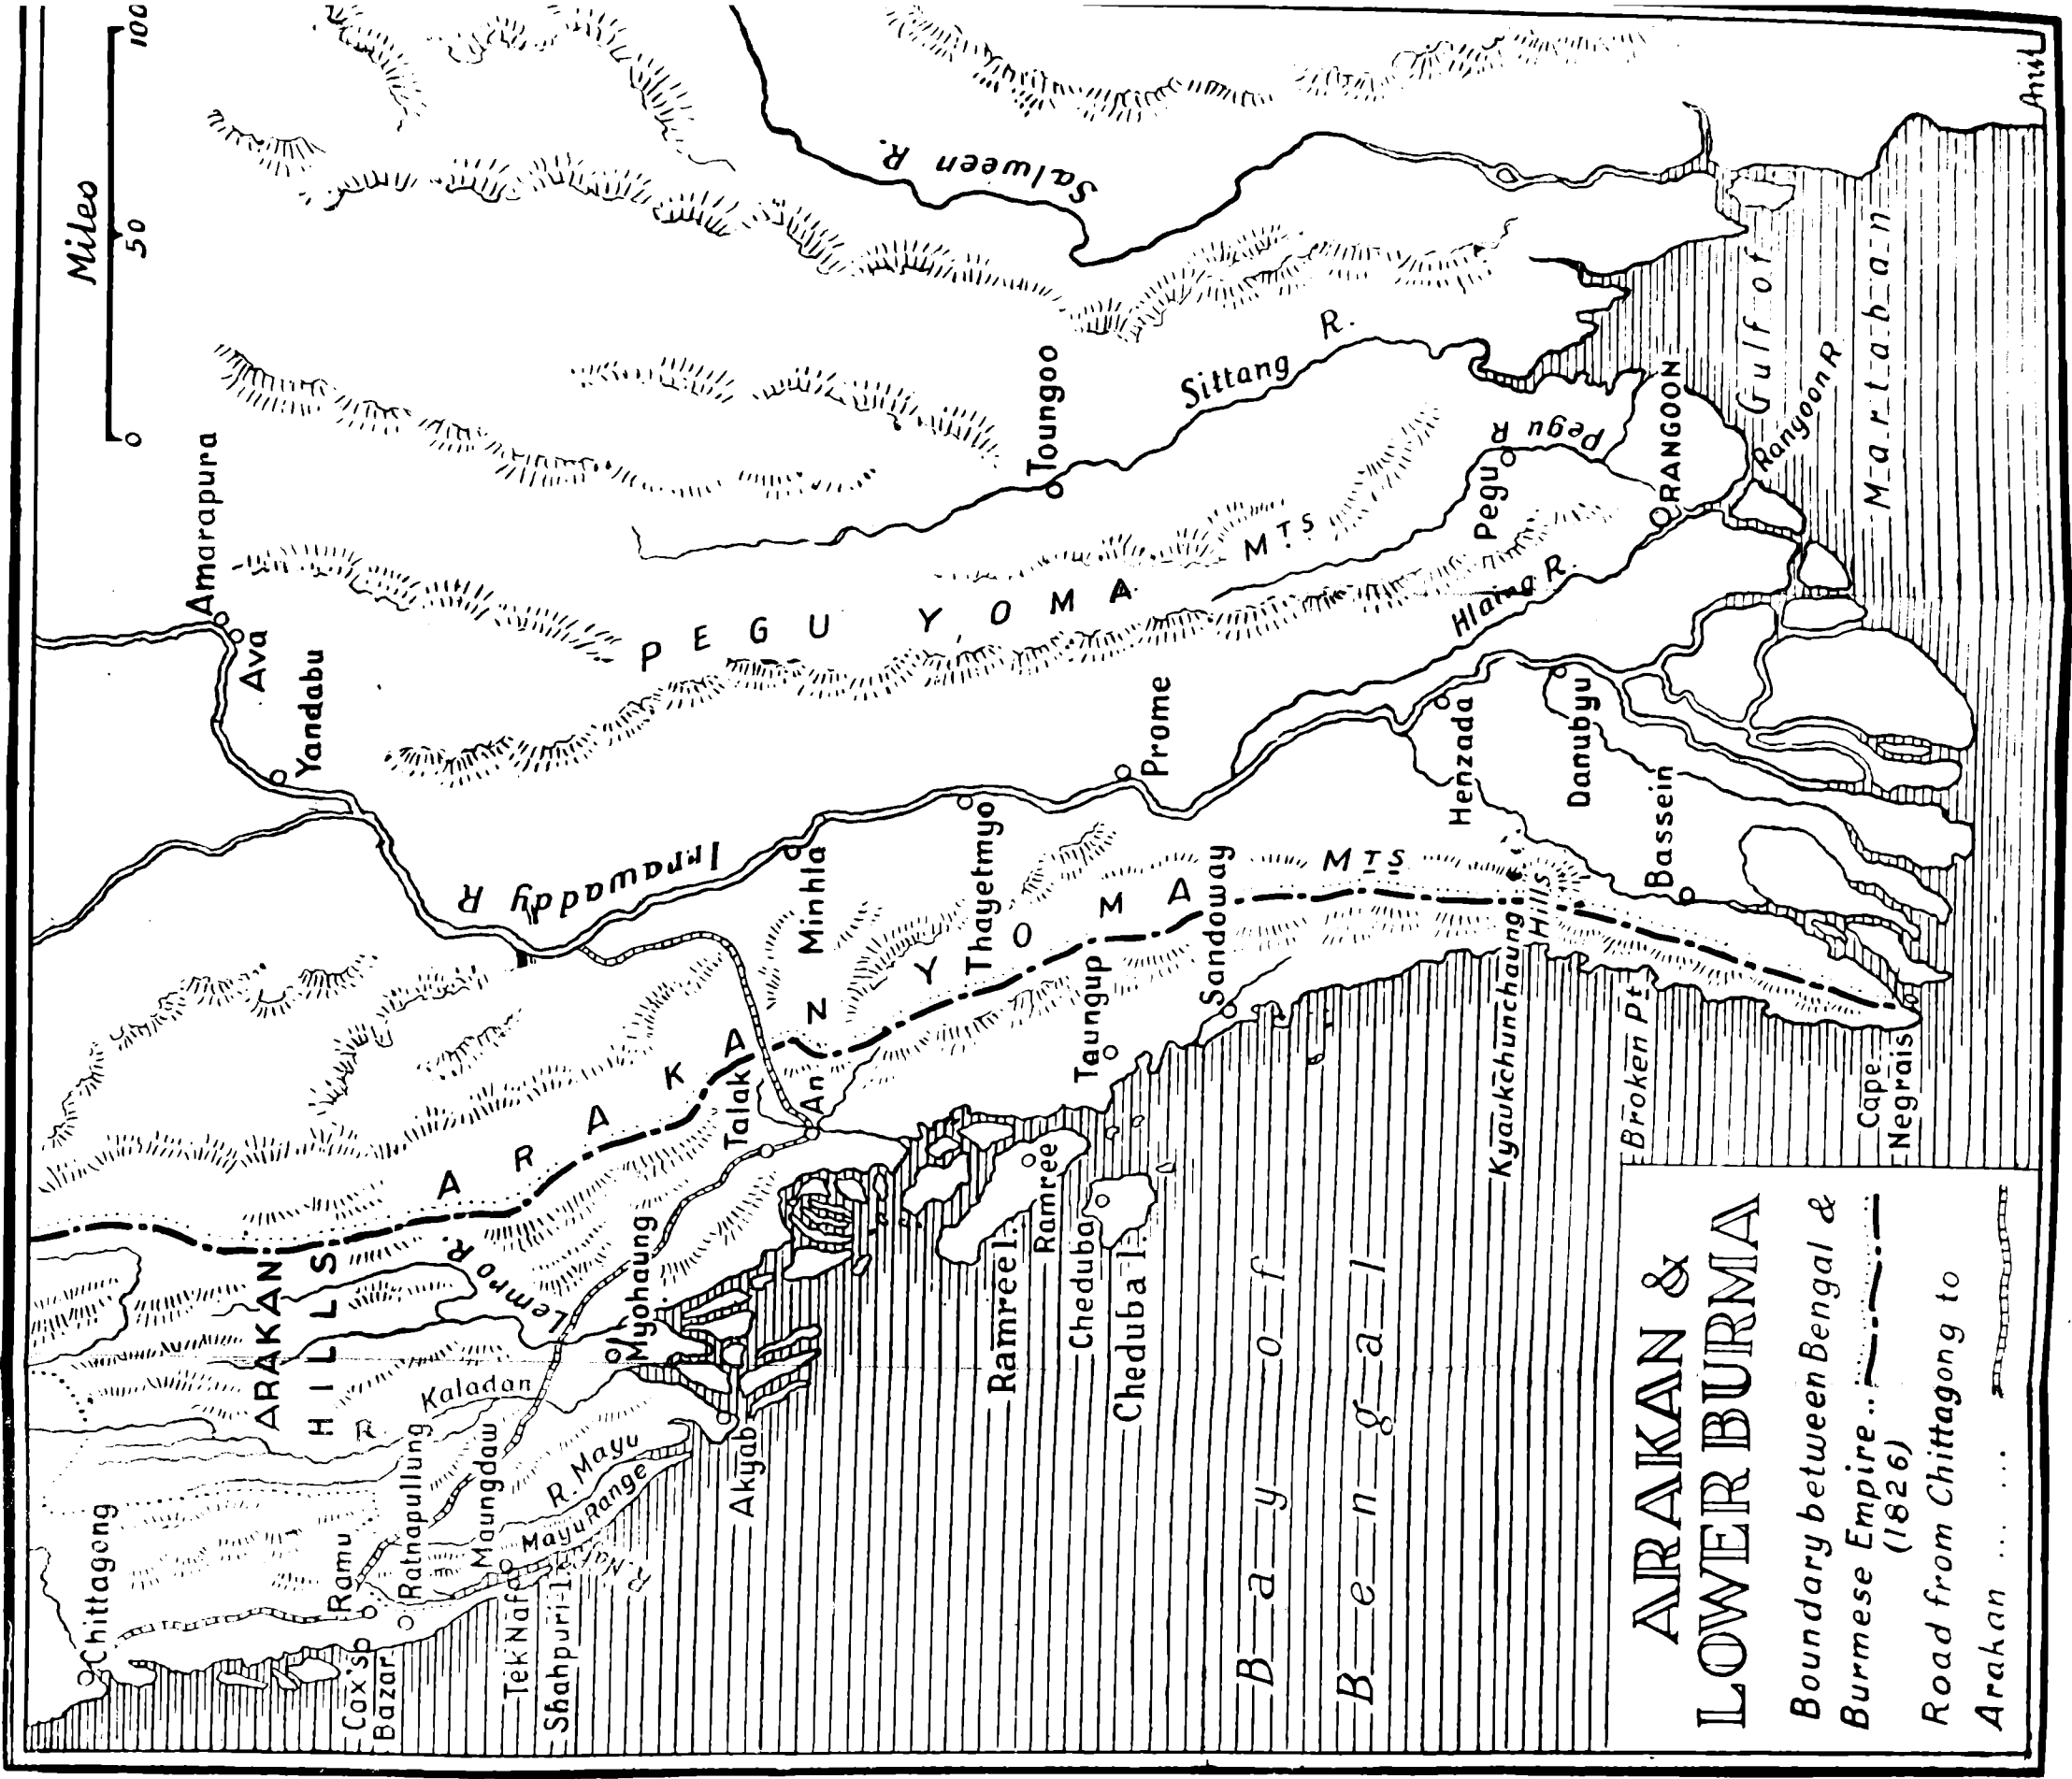 Miles
0 50 100
Chittagong
Cox's
Bazar
Ramu
Ratnapullung
Maungdaw
Tek Naf
Shahpuri I.
R. Naf
Mayu Range
R. Mayu
Kaladan
R
ARAKAN
HILLS
Lemro R.
Myohaung
Akyab
Talak
An
ARAKAN YOMA MTS
Amarapura
Ava
Yandabu
Irrawaddy R
Minhla
Thayetmyo
Prome
PEGU YOMA MTS
Toungoo
Sittang R.
Salween R.
Ramree I.
Ramree
Cheduba
Cheduba I.
Taungup
Sandoway
Kyaukchunchaung
Hills
Broken Pt
Cape
Negrais
Henzada
Danubyu
Bassein
Hlaing R.
Pegu
Pegu R
RANGOON
Rangoon R
Gulf of
Martaban
Bay of
Bengal
ARAKAN &
LOWER BURMA
Boundary between Bengal &
Burmese Empire ..
(1826)
Road from Chittagong to
Arakan ... ... ...